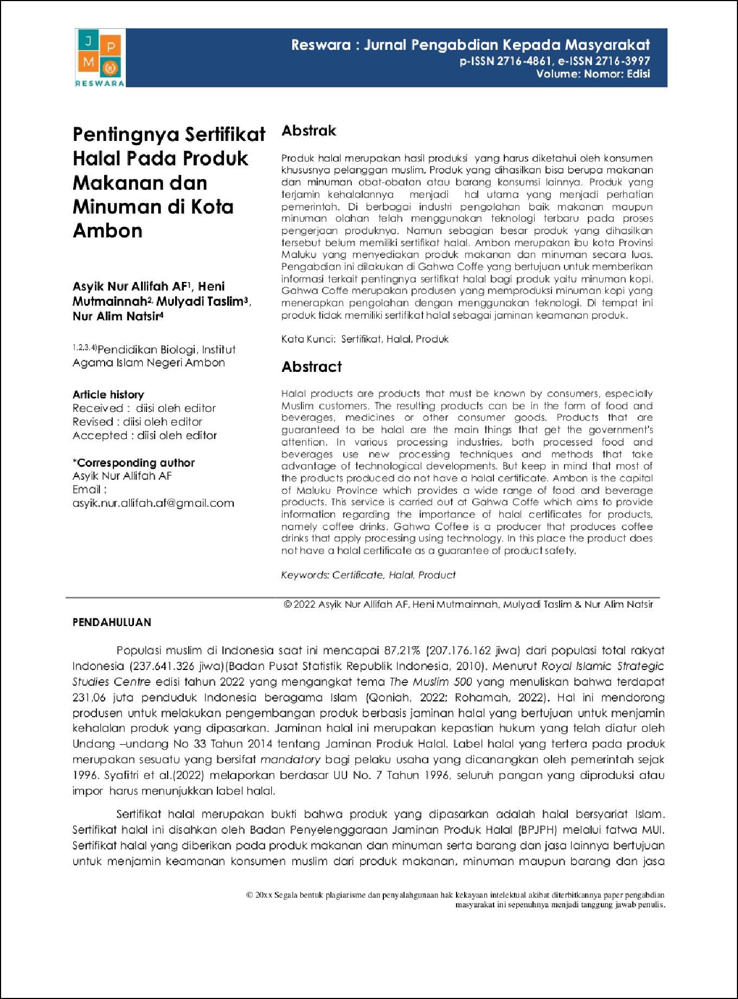 J
P
M
(R)
RESWARA
Reswara : Jurnal Pengabdian Kepada Masyarakat
p-ISSN 2716-4861, e-ISSN 2716-3997
Volume: Nomor: Edisi
Pentingnya Sertifikat
Halal Pada Produk
Makanan dan
Minuman di Kota
Ambon
Asyik Nur Allifah AF1, Heni
Mutmainnah2, Mulyadi Taslim3,
Nur Alim Natsir4
1,2,3,4)Pendidikan Biologi, Institut
Agama Islam Negeri Ambon
Article history
Received : diisi oleh editor
Revised : diisi oleh editor
Accepted : diisi oleh editor
*Corresponding author
Asyik Nur Allifah AF
Email :
asyik.nur.allifah.af@gmail.com
Abstrak
Produk halal merupakan hasil produksi yang harus diketahui oleh konsumen
khususnya pelanggan muslim. Produk yang dihasilkan bisa berupa makanan
dan minuman obat-obatan atau barang konsumsi lainnya. Produk yang
terjamin kehalalannya menjadi hal utama yang menjadi perhatian
pemerintah. Di berbagai industri pengolahan baik makanan maupun
minuman olahan telah menggunakan teknologi terbaru pada proses
pengerjaan produknya. Namun sebagian besar produk yang dihasilkan
tersebut belum memiliki sertifikat halal. Ambon merupakan ibu kota Provinsi
Maluku yang menyediakan produk makanan dan minuman secara luas.
Pengabdian ini dilakukan di Gahwa Coffe yang bertujuan untuk memberikan
informasi terkait pentingnya sertifikat halal bagi produk yaitu minuman kopi.
Gahwa Coffe merupakan produsen yang memproduksi minuman kopi yang
menerapkan pengolahan dengan menggunakan teknologi. Di tempat ini
produk tidak memiliki sertifikat halal sebagai jaminan keamanan produk.
Kata Kunci: Sertifikat, Halal, Produk
Abstract
Halal products are products that must be known by consumers, especially
Muslim customers. The resulting products can be in the form of food and
beverages, medicines or other consumer goods. Products that are
guaranteed to be halal are the main things that get the government's
attention. In various processing industries, both processed food and
beverages use new processing techniques and methods that take
advantage of technological developments. But keep in mind that most of
the products produced do not have a halal certificate. Ambon is the capital
of Maluku Province which provides a wide range of food and beverage
products. This service is carried out at Gahwa Coffe which aims to provide
information regarding the importance of halal certificates for products,
namely coffee drinks. Gahwa Coffee is a producer that produces coffee
drinks that apply processing using technology. In this place the product does
not have a halal certificate as a guarantee of product safety.
Keywords: Certificate, Halal, Product
© 2022 Asyik Nur Allifah AF, Heni Mutmainnah, Mulyadi Taslim & Nur Alim Natsir
PENDAHULUAN
Populasi muslim di Indonesia saat ini mencapai 87,21% (207.176.162 jiwa) dari populasi total rakyat
Indonesia (237.641.326 jiwa)(Badan Pusat Statistik Republik Indonesia, 2010). Menurut Royal Islamic Strategic
Studies Centre edisi tahun 2022 yang mengangkat tema The Muslim 500 yang menuliskan bahwa terdapat
231,06 juta penduduk Indonesia beragama Islam (Qoniah, 2022; Rohamah, 2022). Hal ini mendorong
produsen untuk melakukan pengembangan produk berbasis jaminan halal yang bertujuan untuk menjamin
kehalalan produk yang dipasarkan. Jaminan halal ini merupakan kepastian hukum yang telah diatur oleh
Undang –undang No 33 Tahun 2014 tentang Jaminan Produk Halal. Label halal yang tertera pada produk
merupakan sesuatu yang bersifat mandatory bagi pelaku usaha yang dicanangkan oleh pemerintah sejak
1996. Syafitri et al.(2022) melaporkan berdasar UU No. 7 Tahun 1996, seluruh pangan yang diproduksi atau
impor harus menunjukkan label halal.
Sertifikat halal merupakan bukti bahwa produk yang dipasarkan adalah halal bersyariat Islam.
Sertifikat halal ini disahkan oleh Badan Penyelenggaraan Jaminan Produk Halal (BPJPH) melalui fatwa MUI.
Sertifikat halal yang diberikan pada produk makanan dan minuman serta barang dan jasa lainnya bertujuan
untuk menjamin keamanan konsumen muslim dari produk makanan, minuman maupun barang dan jasa
© 20xx Segala bentuk plagiarisme dan penyalahgunaan hak kekayaan intelektual akibat diterbitkannya paper pengabdian
masyarakat ini sepenuhnya menjadi tanggung jawab penulis.